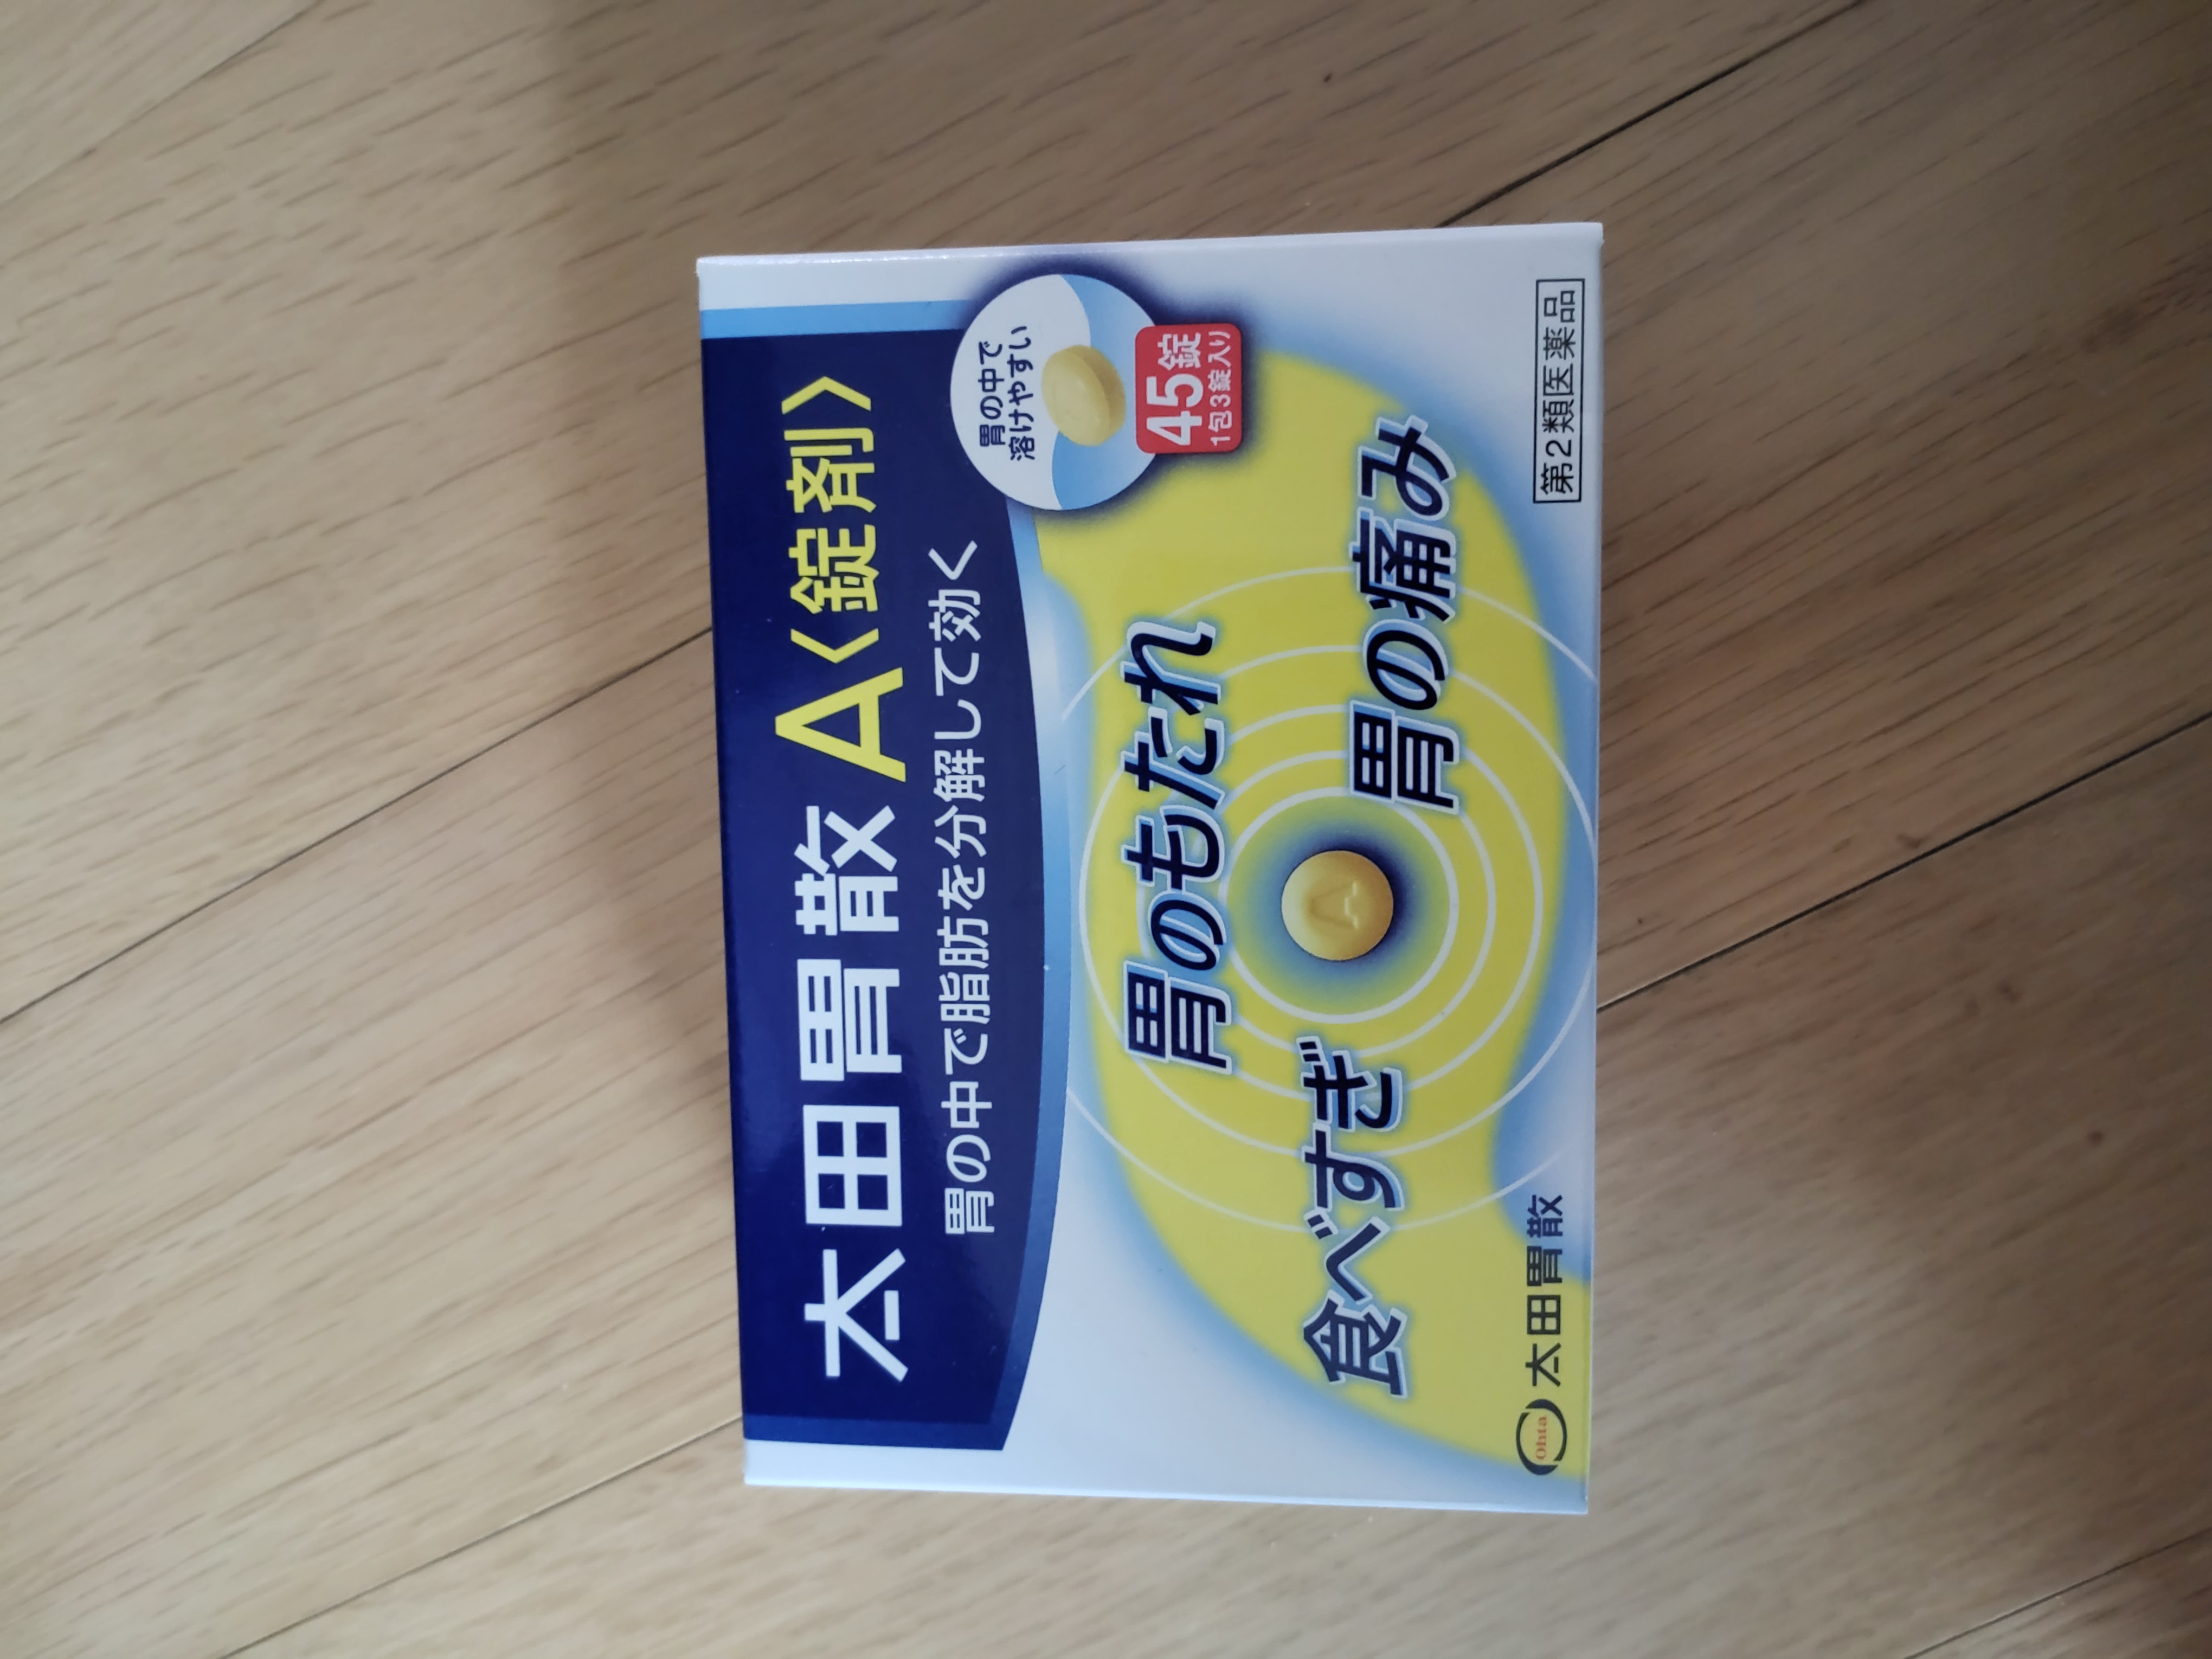 太田胃散A〈錠剤〉
胃の中で脂肪を分解して効く
胃の中で
溶けやすい
45錠
1包3錠入り
胃のもたれ
食べすぎ
胃の痛み
A
Ohta
太田胃散
第2類医薬品